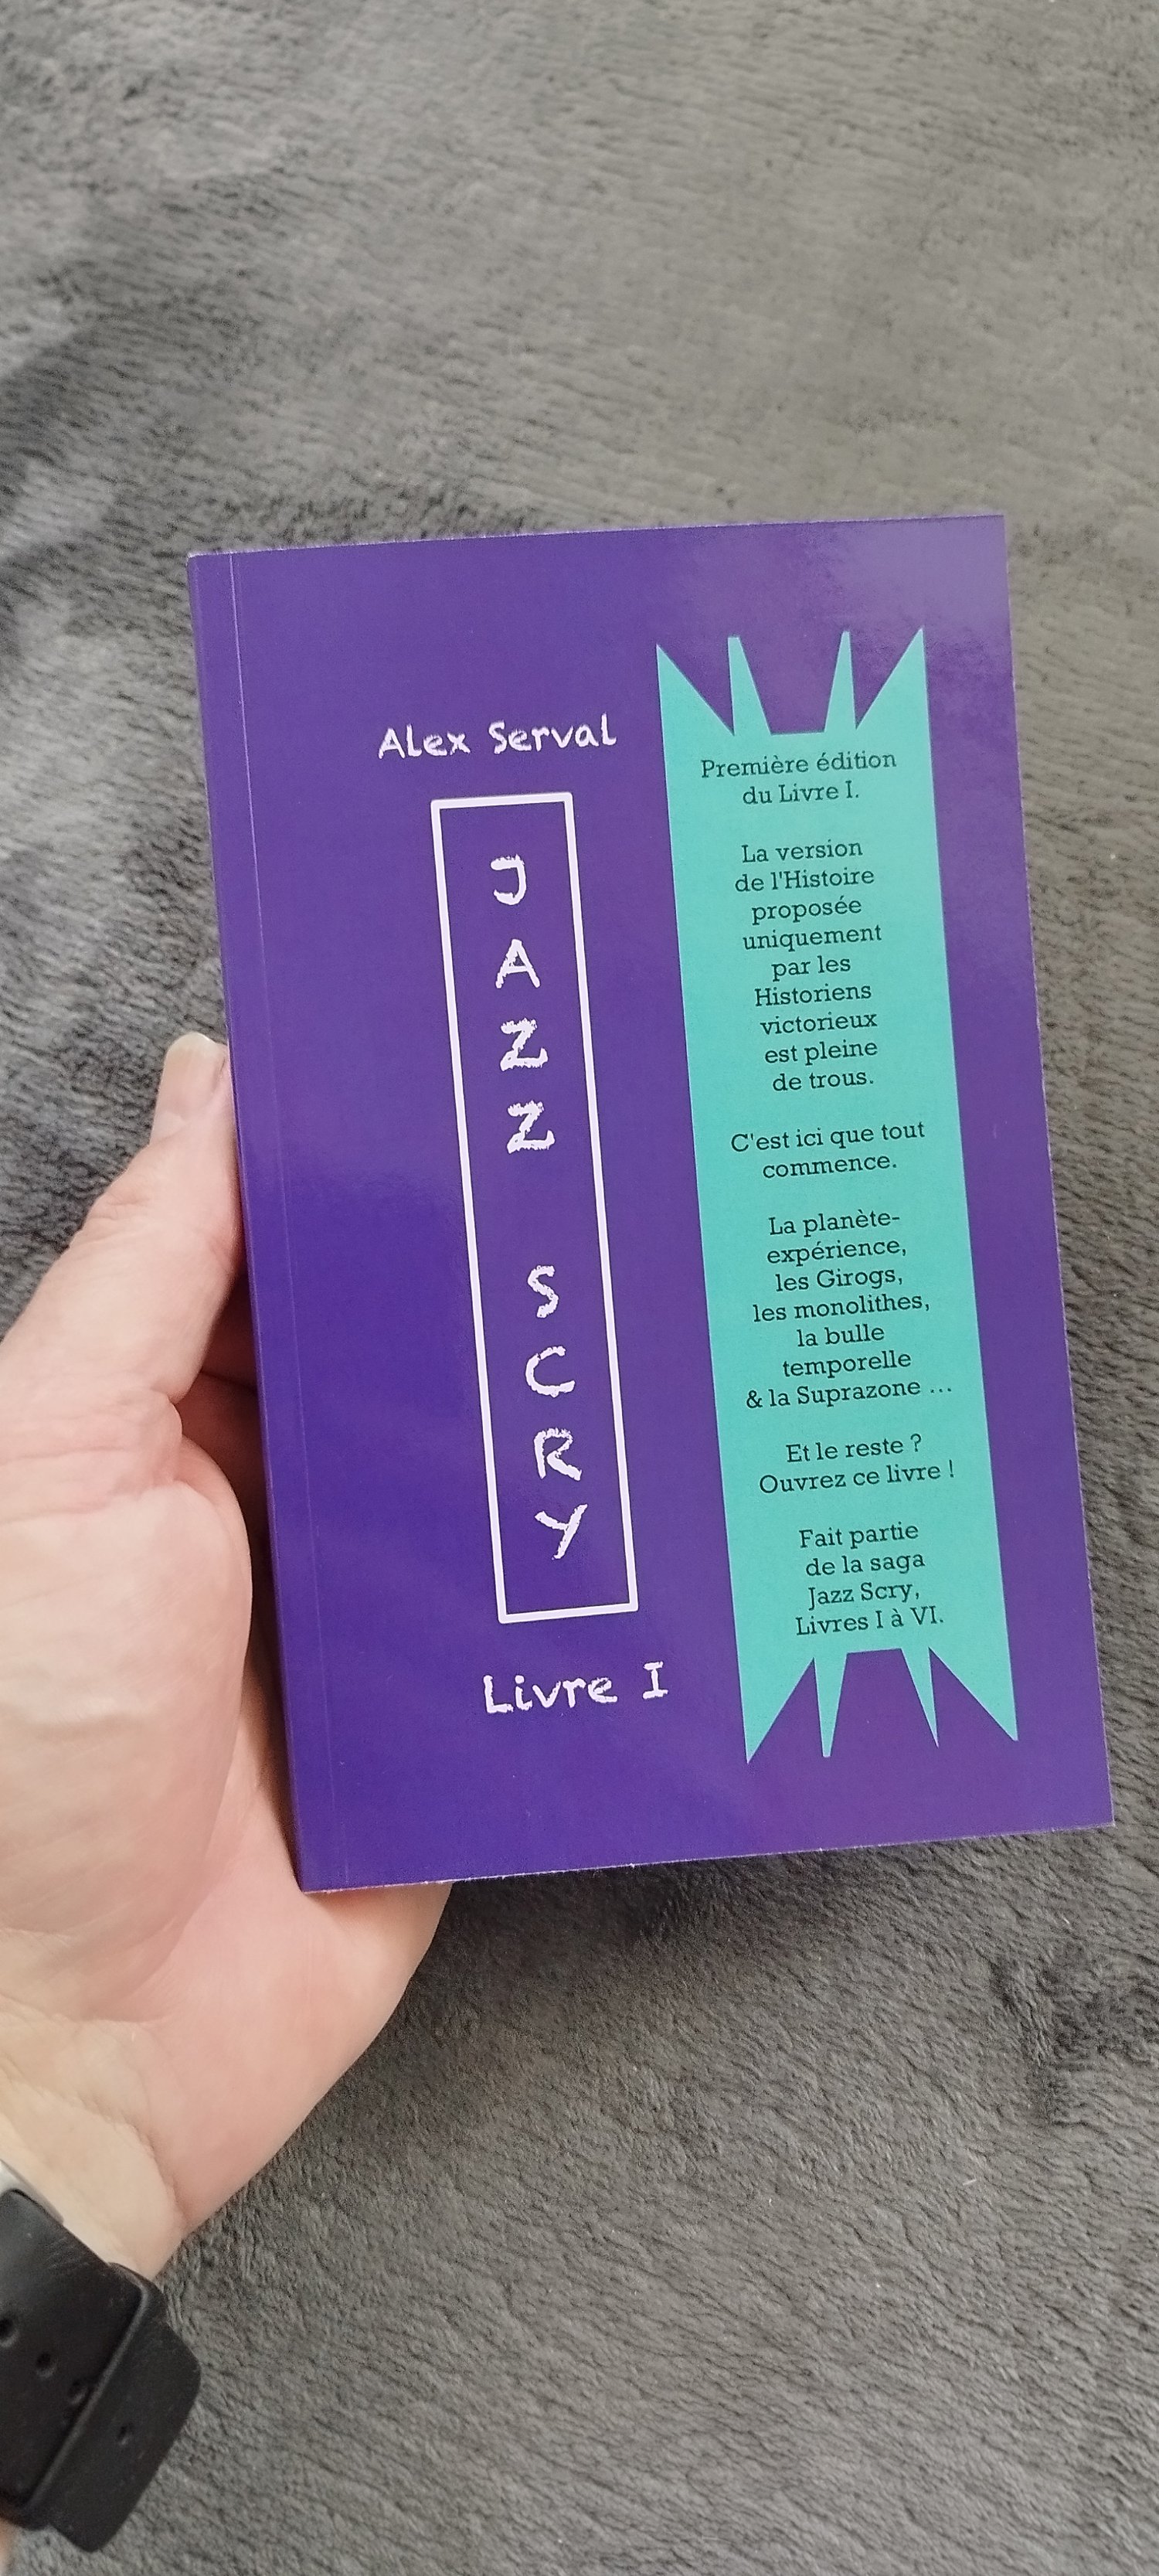 Alex Serval
JAZZ SCRY
Livre I
Première édition
du Livre I.
La version
de l'Histoire
proposée
uniquement
par les
Historiens
victorieux
est pleine
de trous.
C'est ici que tout
commence.
La planète-
expérience,
les Girogs,
les monolithes,
la bulle
temporelle
& la Suprazone ...
Et le reste ?
Ouvrez ce livre !
Fait partie
de la saga
Jazz Scry,
Livres I à VI.